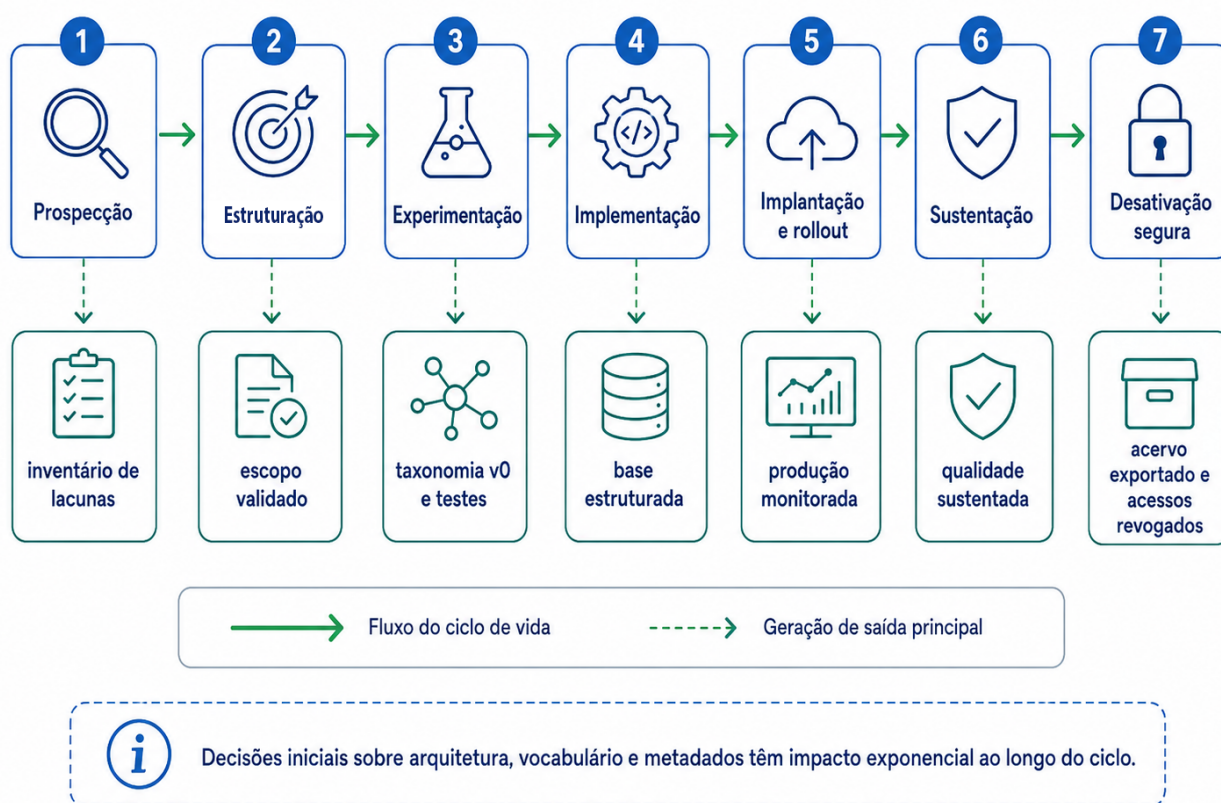 1
2
3
4
5
6
7
Prospecção
Estruturação
Experimentação
Implementação
Implantação
e rollout
Sustentação
Desativação
segura
inventário de
lacunas
escopo
validado
taxonomia v0
e testes
base
estruturada
produção
monitorada
qualidade
sustentada
acervo
exportado e
acessos
revogados
Fluxo do ciclo de vida
Geração de saída principal
Decisões iniciais sobre arquitetura, vocabulário e metadados têm impacto exponencial ao longo do ciclo.